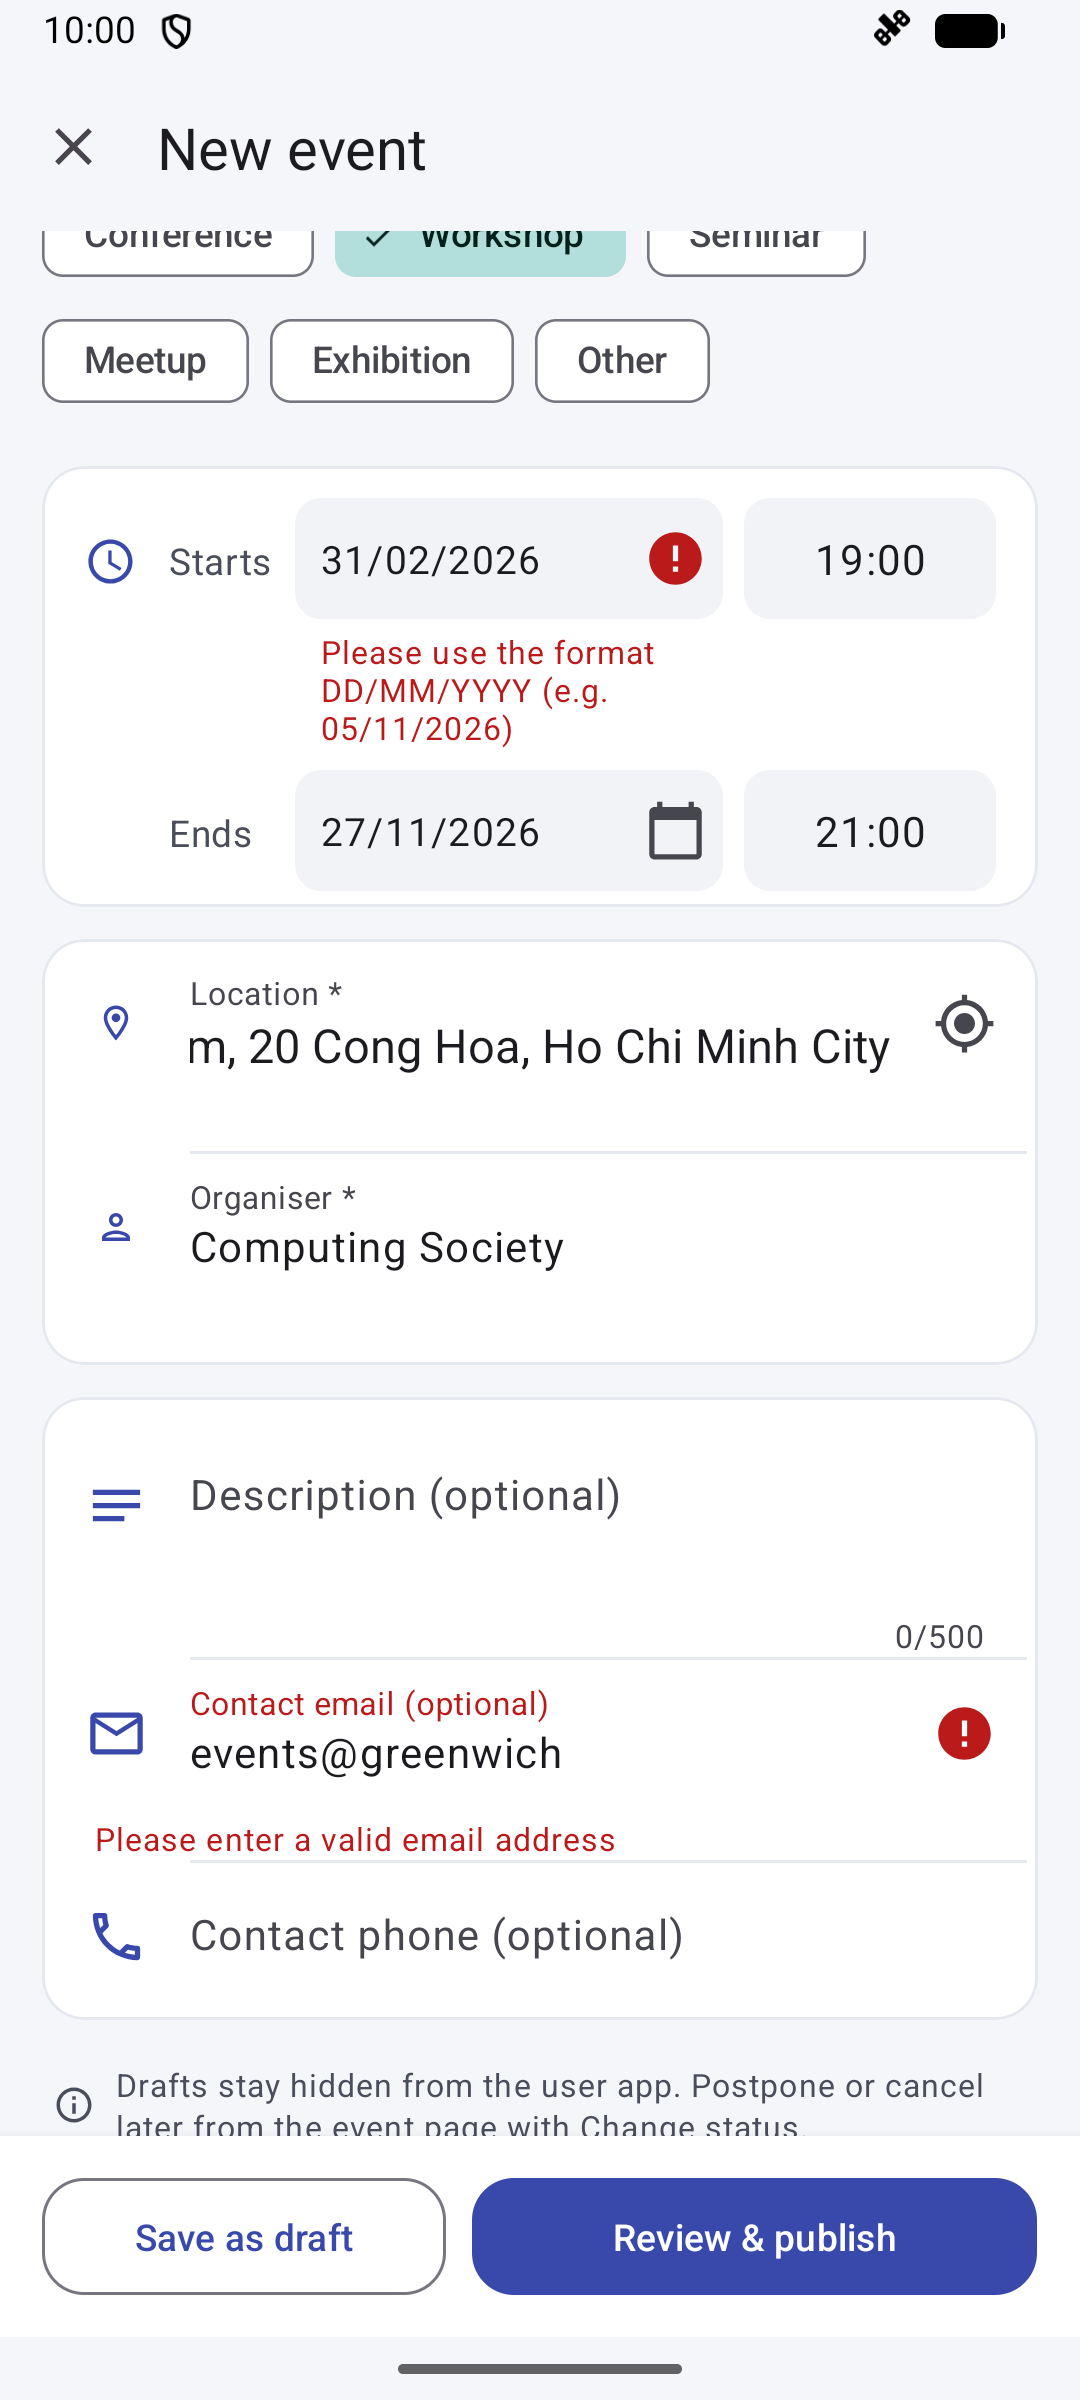 10:00
New event
Conference Workshop Seminar
Meetup Exhibition Other
Starts 31/02/2026 19:00
Please use the format
DD/MM/YYYY (e.g.
05/11/2026)
Ends 27/11/2026 21:00
Location *
m, 20 Cong Hoa, Ho Chi Minh City
Organiser *
Computing Society
Description (optional)
0/500
Contact email (optional)
events@greenwich
Please enter a valid email address
Contact phone (optional)
Drafts stay hidden from the user app. Postpone or cancel
later from the event page with Change status.
Save as draft Review & publish